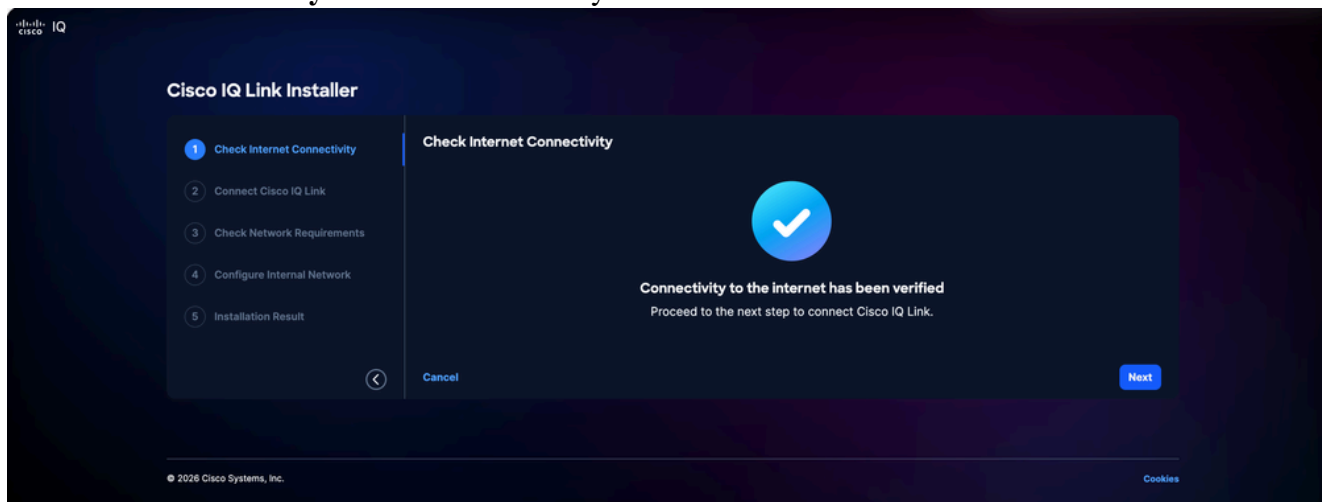 cisco IQ
Cisco IQ Link Installer
1 Check Internet Connectivity
2 Connect Cisco IQ Link
3 Check Network Requirements
4 Configure Internal Network
5 Installation Result
Check Internet Connectivity
Connectivity to the internet has been verified
Proceed to the next step to connect Cisco IQ Link.
Cancel
Next
© 2026 Cisco Systems, Inc.
Cookies